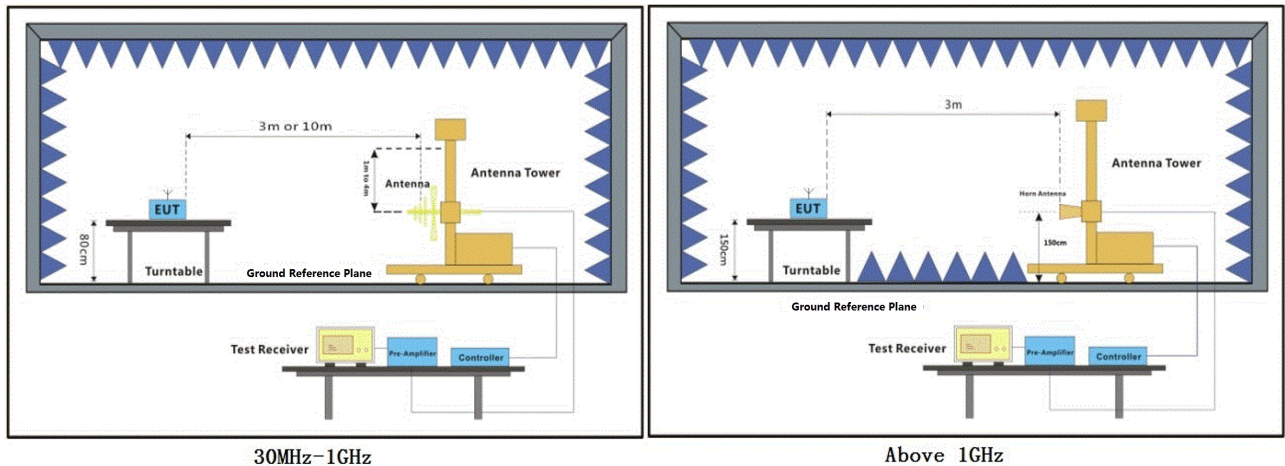 3m or 10m
1m to 4m
Antenna
Antenna Tower
EUT
80cm
Turntable
Ground Reference Plane
Test Receiver
Pre-Amplifier
Controller
30MHz-1GHz
3m
Antenna Tower
Horn Antenna
EUT
150cm
150cm
Turntable
Ground Reference Plane
Test Receiver
Pre-Amplifier
Controller
Above 1GHz